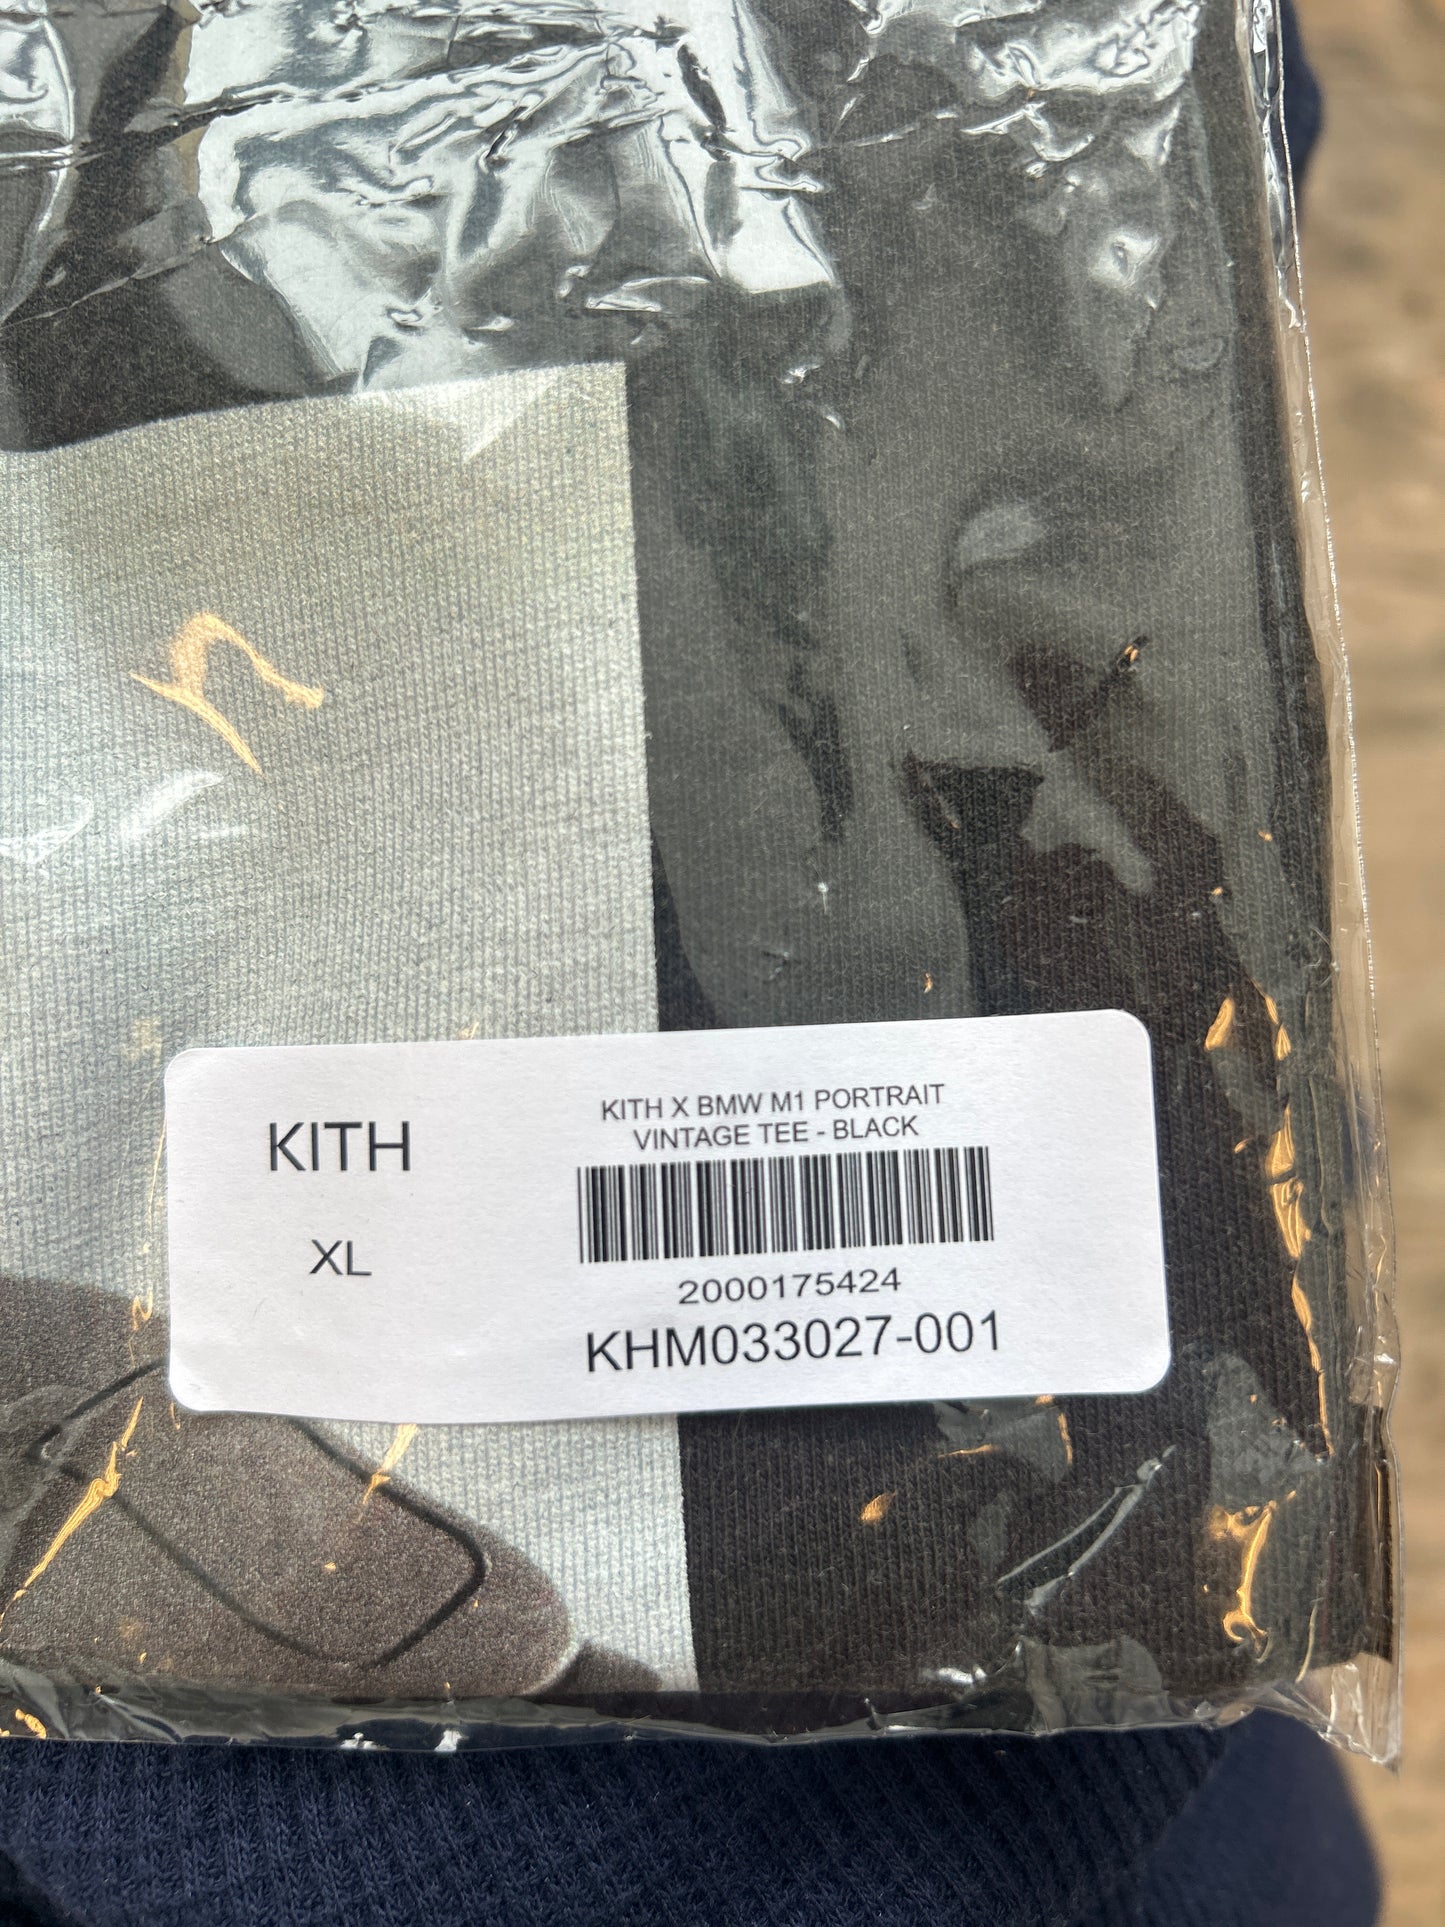 KITH
XL
KITH X BMW M1 PORTRAIT
VINTAGE TEE - BLACK
2000175424
KHM033027-001